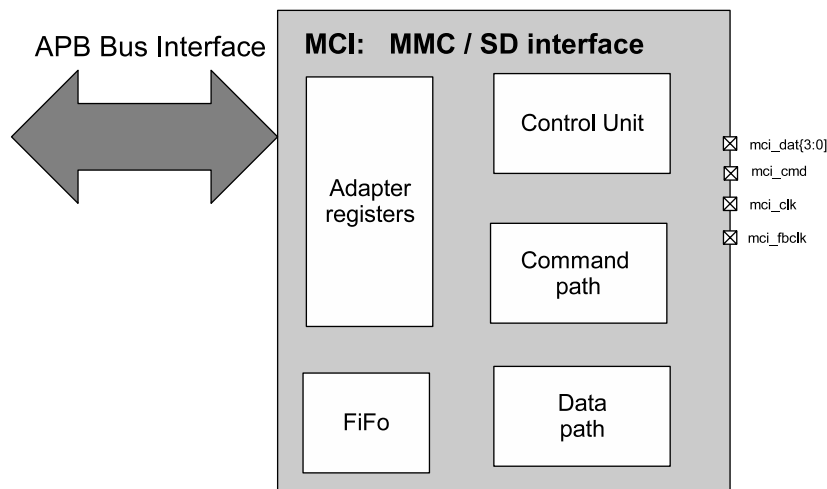 APB Bus Interface
MCI: MMC / SD interface
Adapter
registers
Control Unit
mci_dat{3:0]
mci_cmd
mci_clk
mci_fbclk
Command
path
FiFo
Data
path